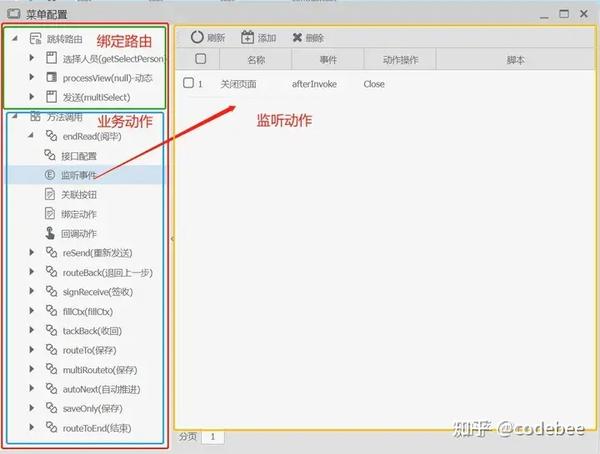 菜单配置
跳转路由
绑定路由
选择人员(getSelectPerson)
processView(null)-动态
发送(multiSelect)
方法调用
业务动作
endRead(阅毕)
接口配置
监听事件
关联按钮
绑定动作
回调动作
reSend(重新发送)
routeBack(退回上一步)
signReceive(签收)
fillCtx(fillCtx)
tackBack(收回)
routeTo(保存)
multiRouteto(保存)
autoNext(自动推进)
saveOnly(保存)
routeToEnd(结束)
刷新 添加 删除
名称 事件 动作操作 脚本
1 关闭页面 afterInvoke Close
监听动作
分页 1
知乎 @codebee